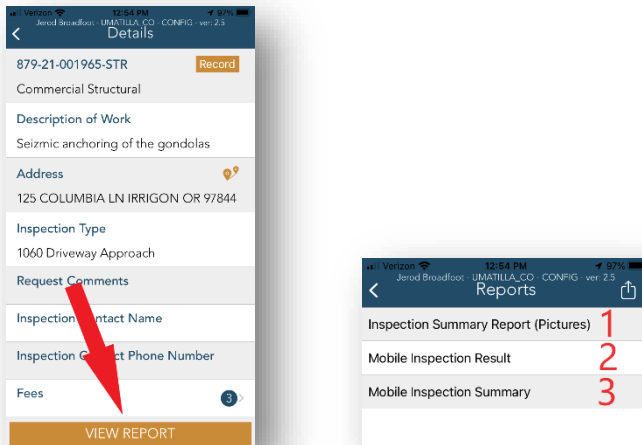 Verizon 12:54 PM 97%
Jerod Broadfoot - UMATILLA_CO - CONFIG - ver: 2.5
Details
879-21-001965-STR Record
Commercial Structural
Description of Work
Seizmic anchoring of the gondolas
Address
125 COLUMBIA LN IRRIGON OR 97844
Inspection Type
1060 Driveway Approach
Request Comments
Inspection Name
Inspection Phone Number
Fees 3
VIEW REPORT
Verizon 12:54 PM 97%
Jerod Broadfoot - UMATILLA_CO - CONFIG - ver: 2.5
Reports
Inspection Summary Report (Pictures) 1
Mobile Inspection Result 2
Mobile Inspection Summary 3